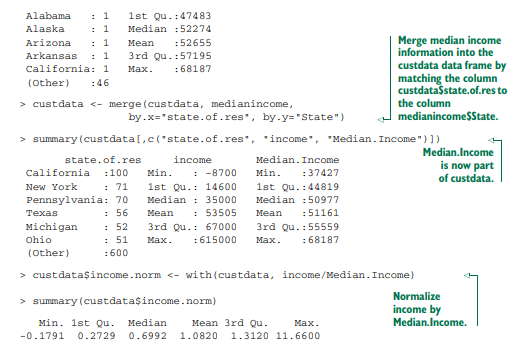 Alabama   : 1   1st Qu.:47483
Alaska    : 1   Median :52274
Arizona   : 1   Mean   :52655
Arkansas  : 1   3rd Qu.:57195
California: 1   Max.   :68187
(Other)   :46
Merge median income
information into the
custdata data frame by
matching the column
custdata$state.of.res to
the column
medianincome$State.
> custdata <- merge(custdata, medianincome,
by.x="state.of.res", by.y="State")
> summary(custdata[,c("state.of.res", "income", "Median.Income")])
Median.Income
is now part
of custdata.
state.of.res   income   Median.Income
California  :100   Min.   : -8700   Min.   :37427
New York    : 71   1st Qu.: 14600   1st Qu.:44819
Pennsylvania: 70   Median : 35000   Median :50977
Texas       : 56   Mean   : 53505   Mean   :51161
Michigan    : 52   3rd Qu.: 67000   3rd Qu.:55559
Ohio        : 51   Max.   :615000   Max.   :68187
(Other)     :600
> custdata$income.norm <- with(custdata, income/Median.Income)
> summary(custdata$income.norm)
Normalize
income by
Median.Income.
Min. 1st Qu.  Median    Mean 3rd Qu.    Max.
-0.1791  0.2729  0.6992  1.0820  1.3120 11.6600